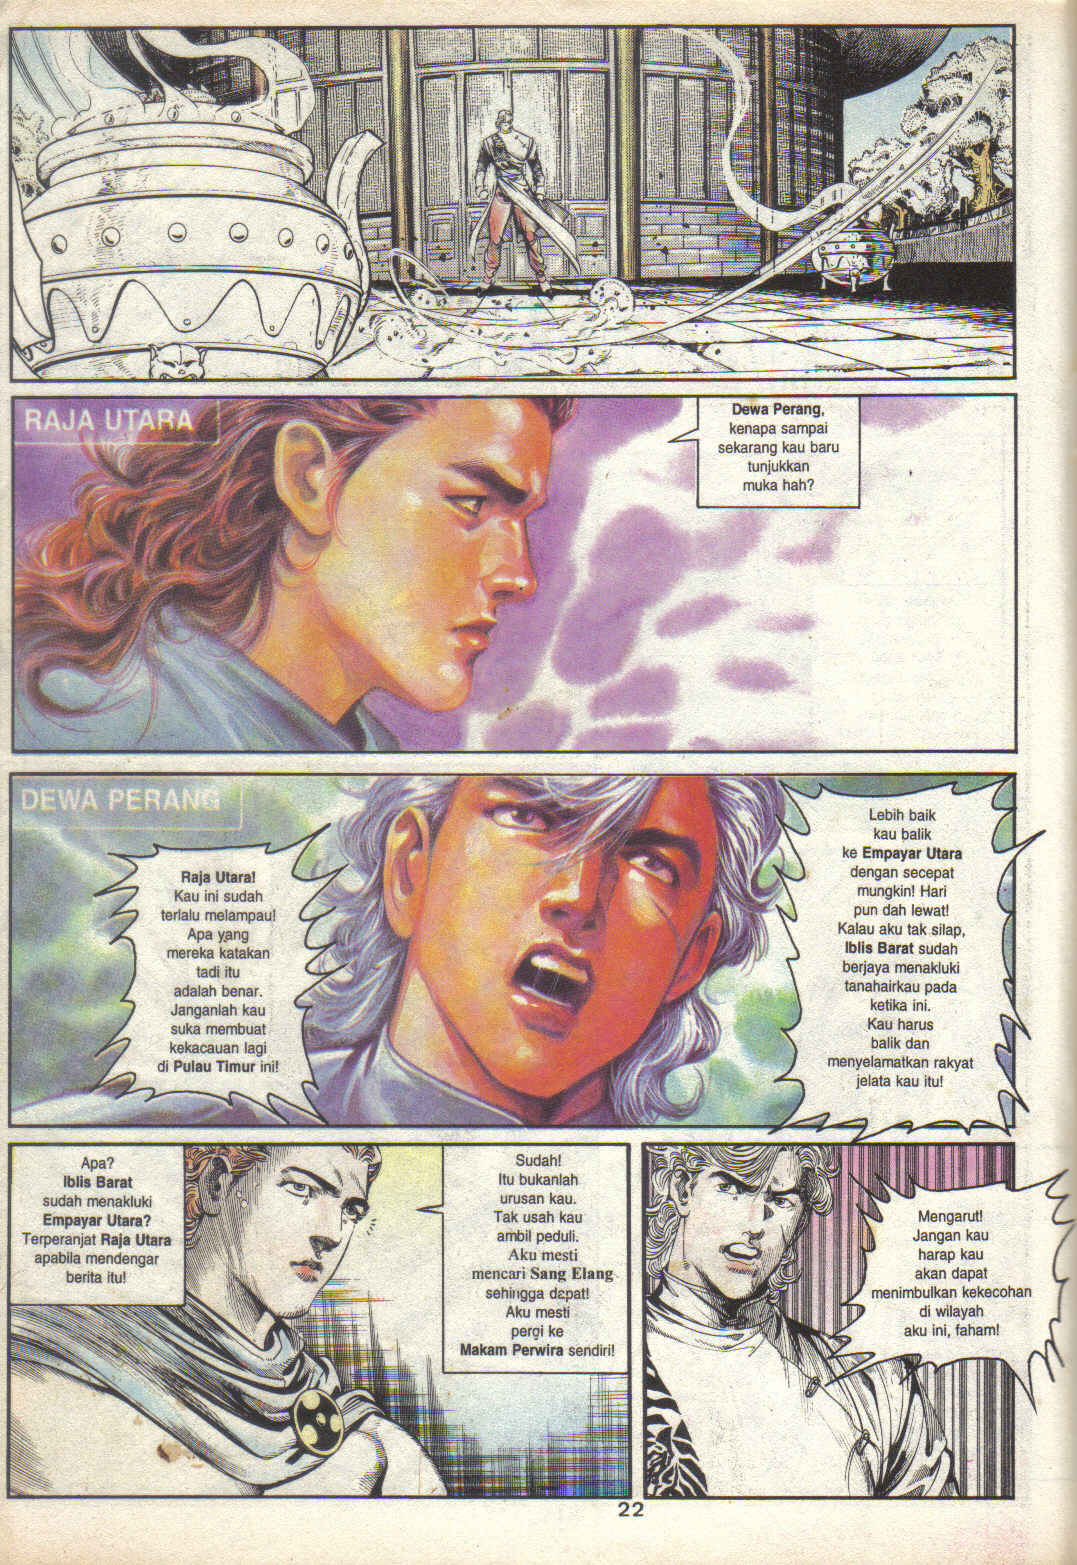 RAJA UTARA
Dewa Perang,
kenapa sampai
sekarang kau baru
tunjukkan
muka hah?
DEWA PERANG
Raja Utara!
Kau ini sudah
terlalu melampau!
Apa yang
mereka katakan
tadi itu
adalah benar.
Janganlah kau
suka membuat
kekacauan lagi
di Pulau Timur ini!
Lebih baik
kau balik
ke Empayar Utara
dengan secepat
mungkin! Hari
pun dah lewat!
Kalau aku tak silap,
Iblis Barat sudah
berjaya menakluki
tanahairkau pada
ketika ini.
Kau harus
balik dan
menyelamatkan rakyat
jelata kau itu!
Apa?
Iblis Barat
sudah menakluki
Empayar Utara?
Terperanjat Raja Utara
apabila mendengar
berita itu!
Sudah!
Itu bukanlah
urusan kau.
Tak usah kau
ambil peduli.
Aku mesti
mencari Sang Elang
sehingga dapat!
Aku mesti
pergi ke
Makam Perwira sendiri!
Mengarut!
Jangan kau
harap kau
akan dapat
menimbulkan kekecohan
di wilayah
aku ini, faham!
22